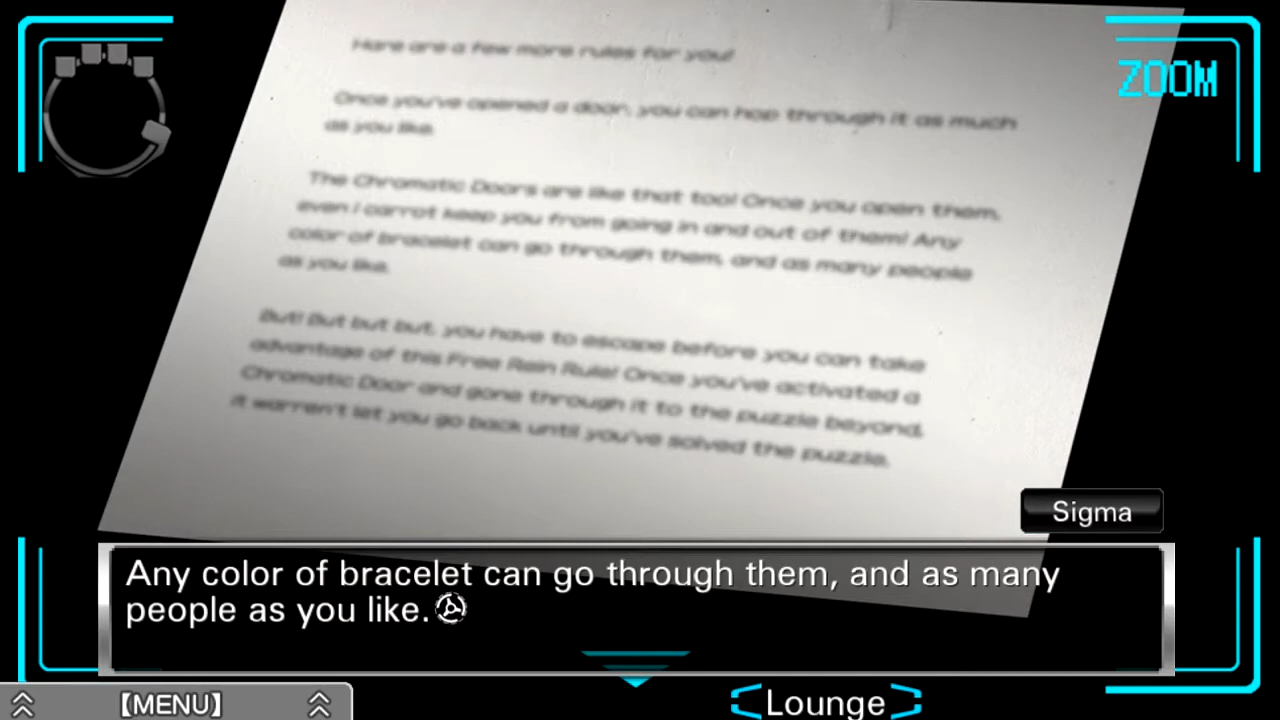 Here are a few more rules for you!
Once you've opened a door, you can hop through it as much
as you like.
The Chromatic Doors are like that too! Once you open them,
even I carrot keep you from going in and out of them! Any
color of bracelet can go through them, and as many people
as you like.
But! But but but, you have to escape before you can take
advantage of this Free Rein Rule! Once you've activated a
Chromatic Door and gone through it to the puzzle beyond,
it warren't let you go back until you've solved the puzzle.
ZOOM
Sigma
Any color of bracelet can go through them, and as many
people as you like.
【MENU】
Lounge